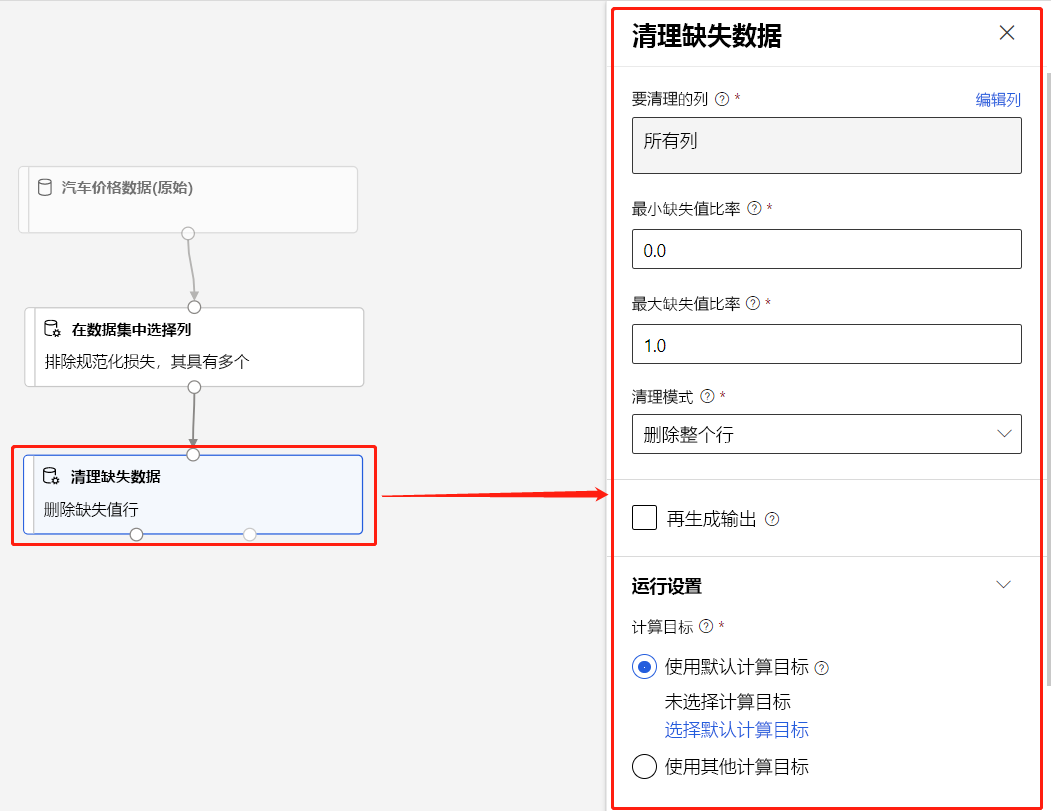 汽车价格数据(原始)
在数据集中选择列
排除规范化损失，其具有多个
清理缺失数据
删除缺失值行
清理缺失数据
要清理的列 * 编辑列
所有列
最小缺失值比率 *
0.0
最大缺失值比率 *
1.0
清理模式 *
删除整个行
再生成输出
运行设置
计算目标 *
使用默认计算目标
未选择计算目标
选择默认计算目标
使用其他计算目标